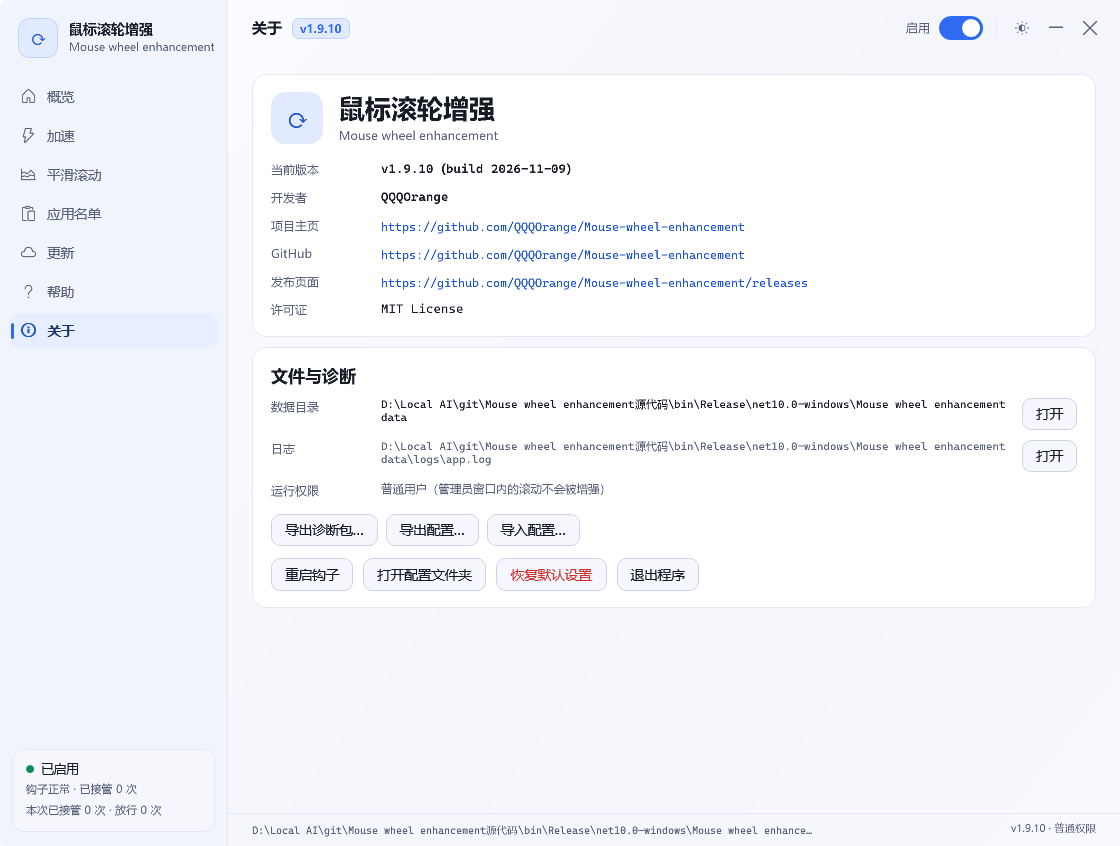 鼠标滚轮增强
Mouse wheel enhancement
概览
加速
平滑滚动
应用名单
更新
帮助
关于
已启用
钩子正常 · 已接管 0 次
本次已接管 0 次 · 放行 0 次
关于 v1.9.10
启用
鼠标滚轮增强
Mouse wheel enhancement
当前版本 v1.9.10 (build 2026-11-09)
开发者 QQQOrange
项目主页 https://github.com/QQQOrange/Mouse-wheel-enhancement
GitHub https://github.com/QQQOrange/Mouse-wheel-enhancement
发布页面 https://github.com/QQQOrange/Mouse-wheel-enhancement/releases
许可证 MIT License
文件与诊断
数据目录 D:\Local AI\git\Mouse wheel enhancement源代码\bin\Release\net10.0-windows\Mouse wheel enhancement
data
打开
日志 D:\Local AI\git\Mouse wheel enhancement源代码\bin\Release\net10.0-windows\Mouse wheel enhancement
data\logs\app.log
打开
运行权限 普通用户（管理员窗口内的滚动不会被增强）
导出诊断包... 导出配置... 导入配置...
重启钩子 打开配置文件夹 恢复默认设置 退出程序
D:\Local AI\git\Mouse wheel enhancement源代码\bin\Release\net10.0-windows\Mouse wheel enhance…
v1.9.10 · 普通权限